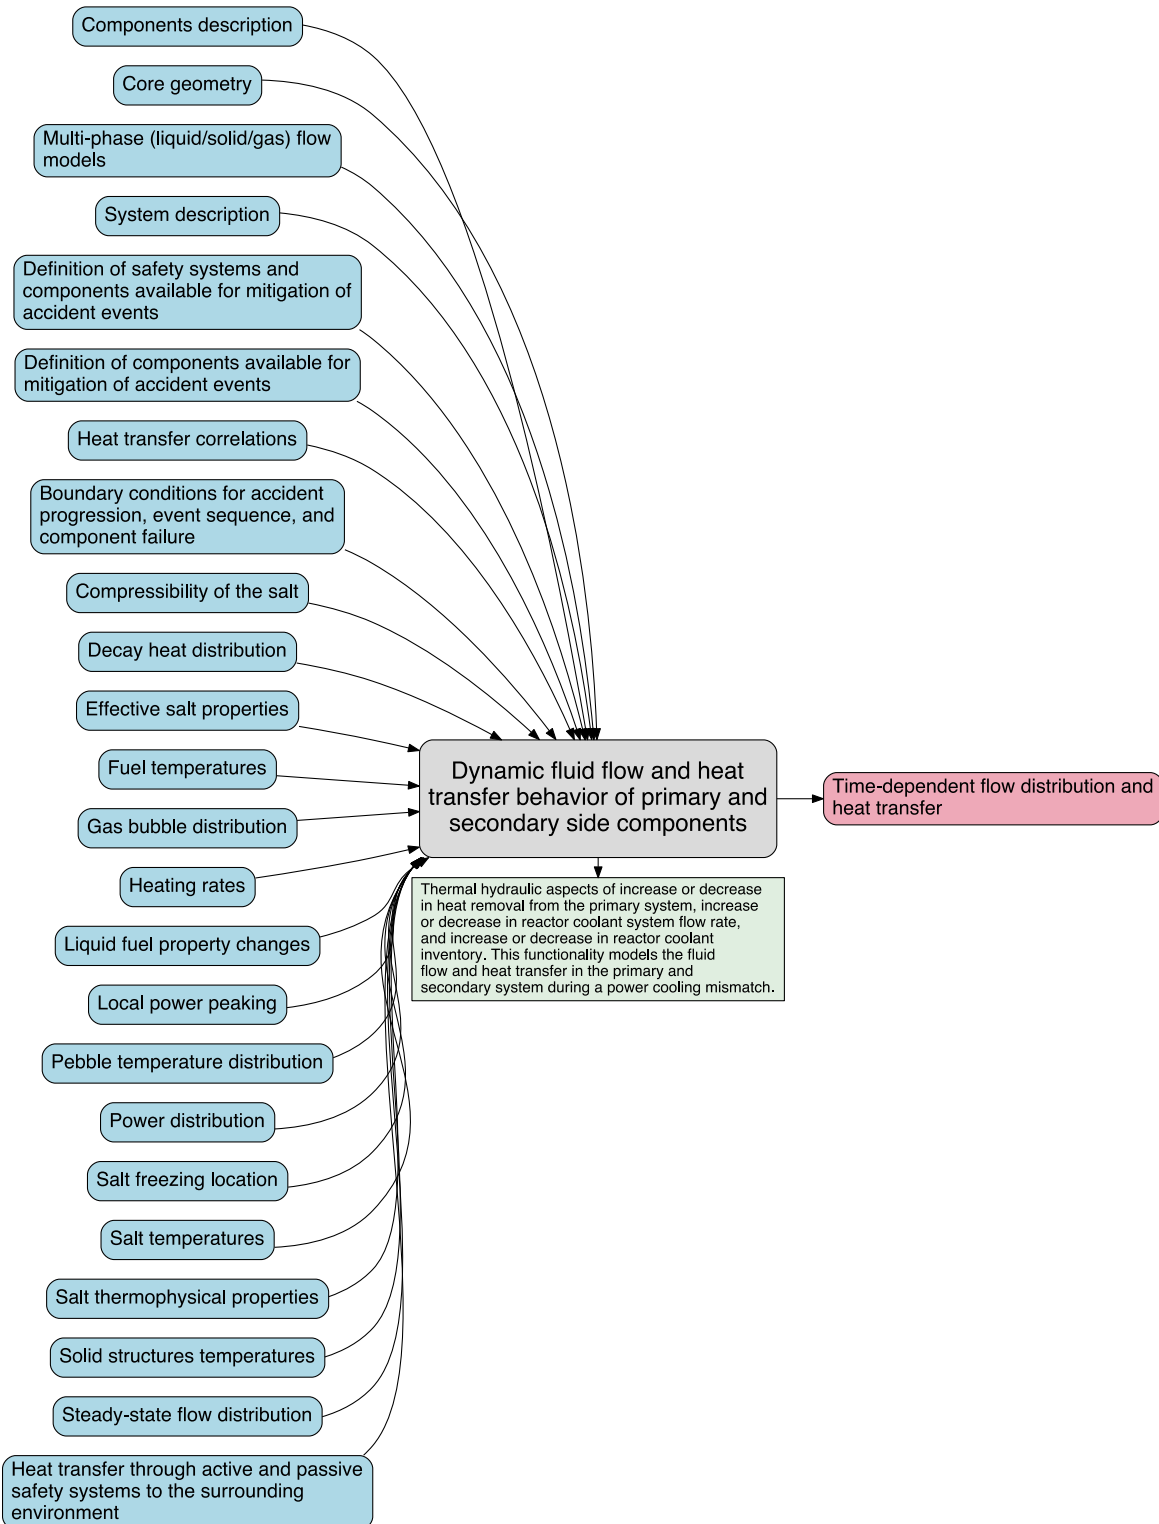 Components description
Core geometry
Multi-phase (liquid/solid/gas) flow
models
System description
Definition of safety systems and
components available for mitigation of
accident events
Definition of components available for
mitigation of accident events
Heat transfer correlations
Boundary conditions for accident
progression, event sequence, and
component failure
Compressibility of the salt
Decay heat distribution
Effective salt properties
Fuel temperatures
Gas bubble distribution
Heating rates
Liquid fuel property changes
Local power peaking
Pebble temperature distribution
Power distribution
Salt freezing location
Salt temperatures
Salt thermophysical properties
Solid structures temperatures
Steady-state flow distribution
Heat transfer through active and passive
safety systems to the surrounding
environment
Dynamic fluid flow and heat
transfer behavior of primary and
secondary side components
Thermal hydraulic aspects of increase or decrease
in heat removal from the primary system, increase
or decrease in reactor coolant system flow rate,
and increase or decrease in reactor coolant
inventory. This functionality models the fluid
flow and heat transfer in the primary and
secondary system during a power cooling mismatch.
Time-dependent flow distribution and
heat transfer